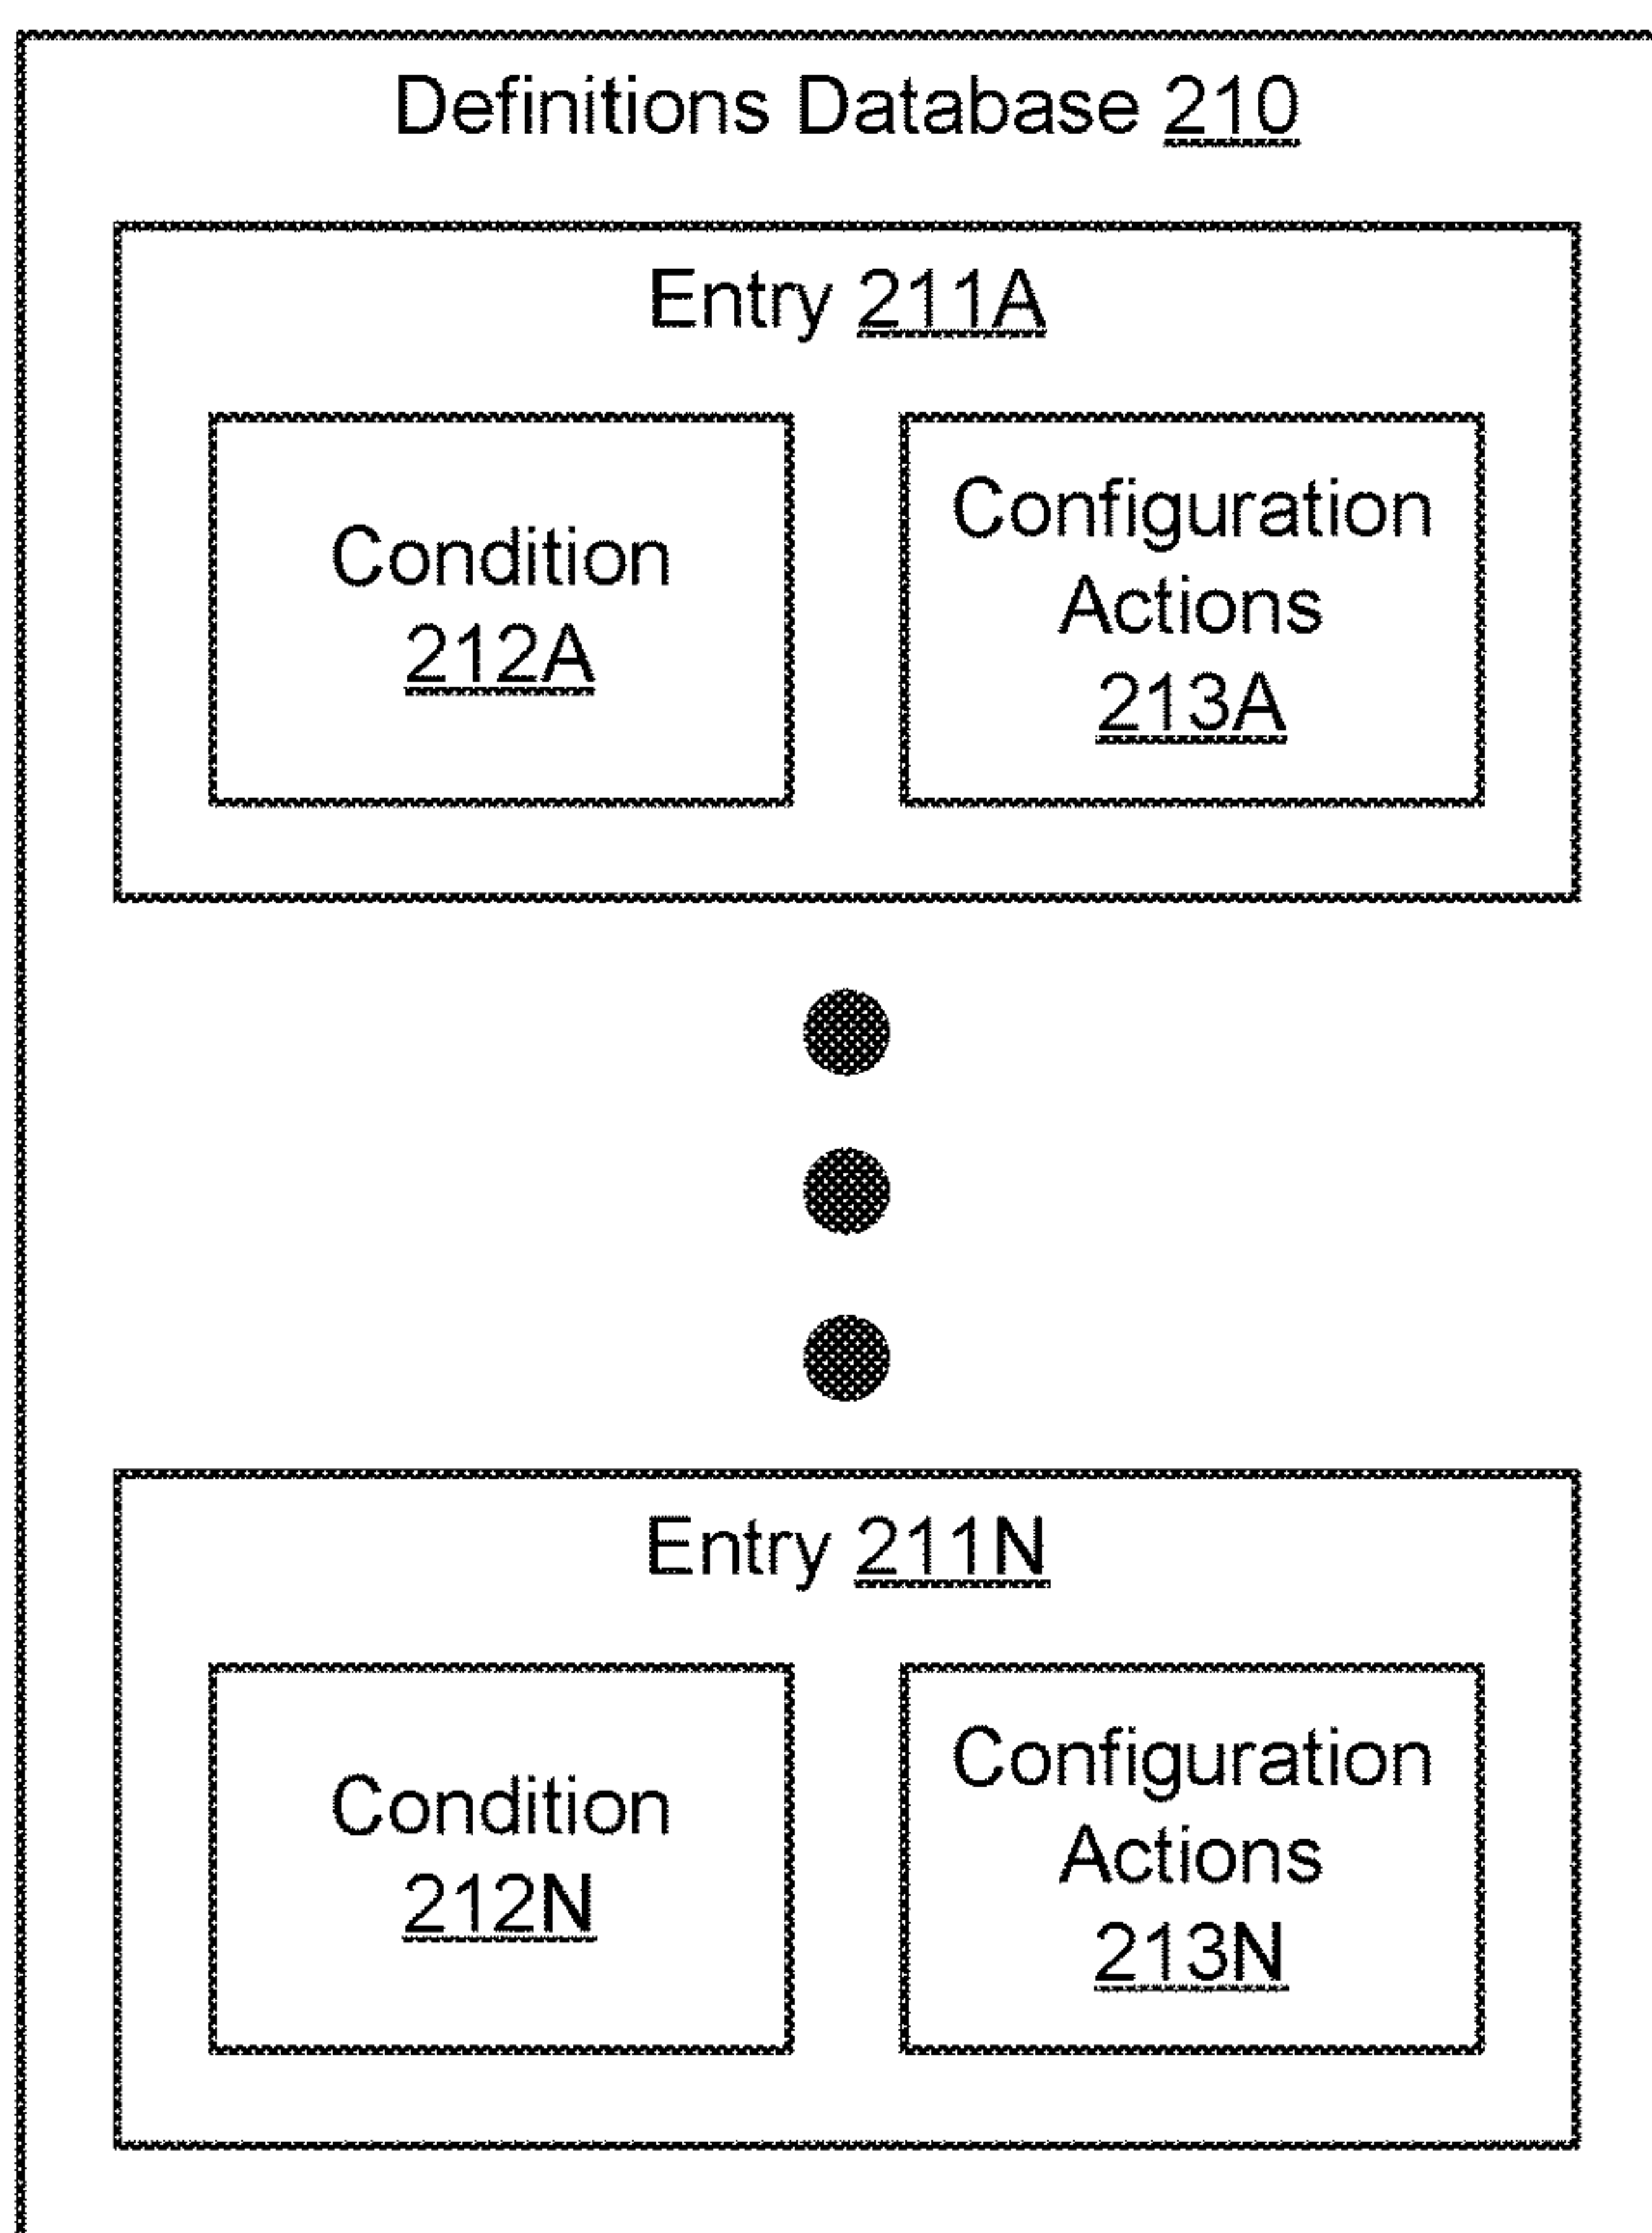 Definitions Database 210
Entry 211A
Condition
212A
Configuration
Actions
213A
Entry 211N
Condition
212N
Configuration
Actions
213N